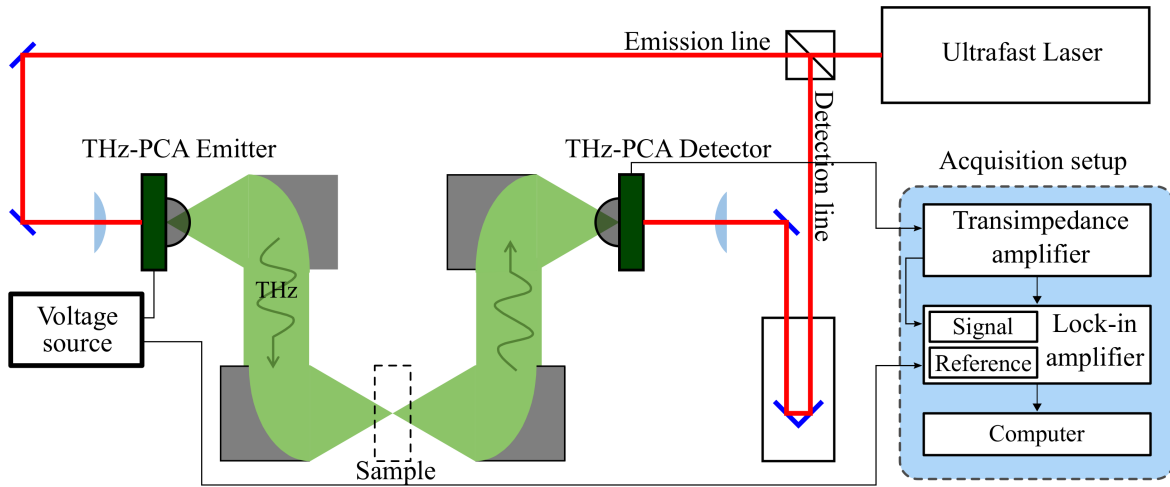 Emission line
Ultrafast Laser
Detection line
THz-PCA Emitter
THz-PCA Detector
Acquisition setup
Transimpedance
amplifier
THz
Voltage
source
Signal
Lock-in
amplifier
Reference
Computer
Sample